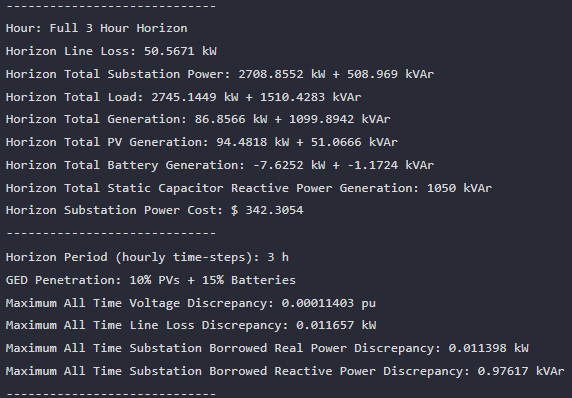 ------------------------------
Hour: Full 3 Hour Horizon
Horizon Line Loss: 50.5671 kW
Horizon Total Substation Power: 2708.8552 kW + 508.969 kVAr
Horizon Total Load: 2745.1449 kW + 1510.4283 kVAr
Horizon Total Generation: 86.8566 kW + 1099.8942 kVAr
Horizon Total PV Generation: 94.4818 kW + 51.0666 kVAr
Horizon Total Battery Generation: -7.6252 kW + -1.1724 kVAr
Horizon Total Static Capacitor Reactive Power Generation: 1050 kVAr
Horizon Substation Power Cost: $ 342.3054
------------------------------
Horizon Period (hourly time-steps): 3 h
GED Penetration: 10% PVs + 15% Batteries
Maximum All Time Voltage Discrepancy: 0.00011403 pu
Maximum All Time Line Loss Discrepancy: 0.011657 kW
Maximum All Time Substation Borrowed Real Power Discrepancy: 0.011398 kW
Maximum All Time Substation Borrowed Reactive Power Discrepancy: 0.97617 kVAr
------------------------------